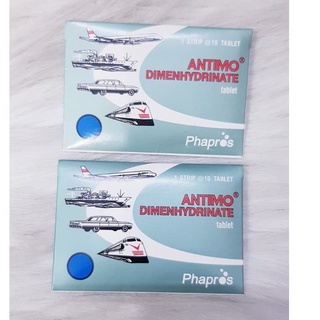 1 STRIP @ 10 TABLET
ANTIMO®
DIMENHYDRINATE
tablet
Phapros
1 STRIP @ 10 TABLET
ANTIMO®
DIMENHYDRINATE
tablet
Phapros